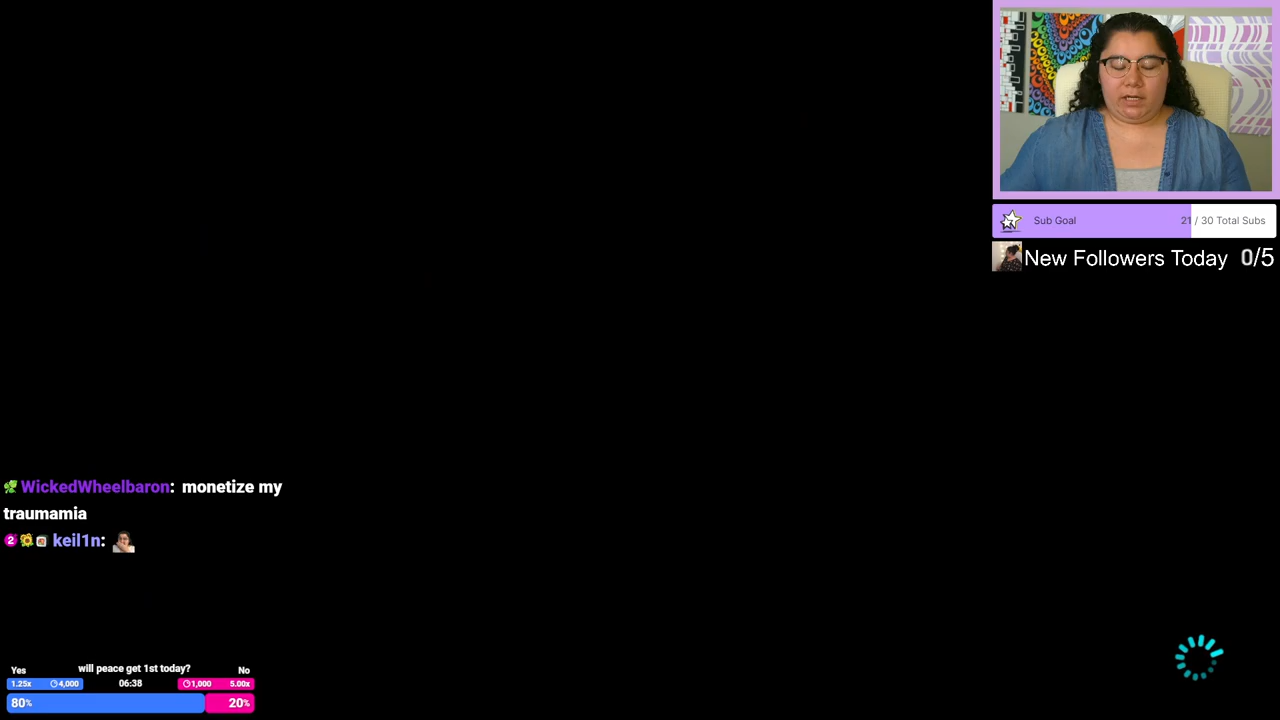 Sub Goal 21 / 30 Total Subs
New Followers Today 0/5
WickedWheelbaron: monetize my
traumamia
2 keil1n:
Yes will peace get 1st today? No
1.25x 4,000 06:38 1,000 5.00x
80% 20%